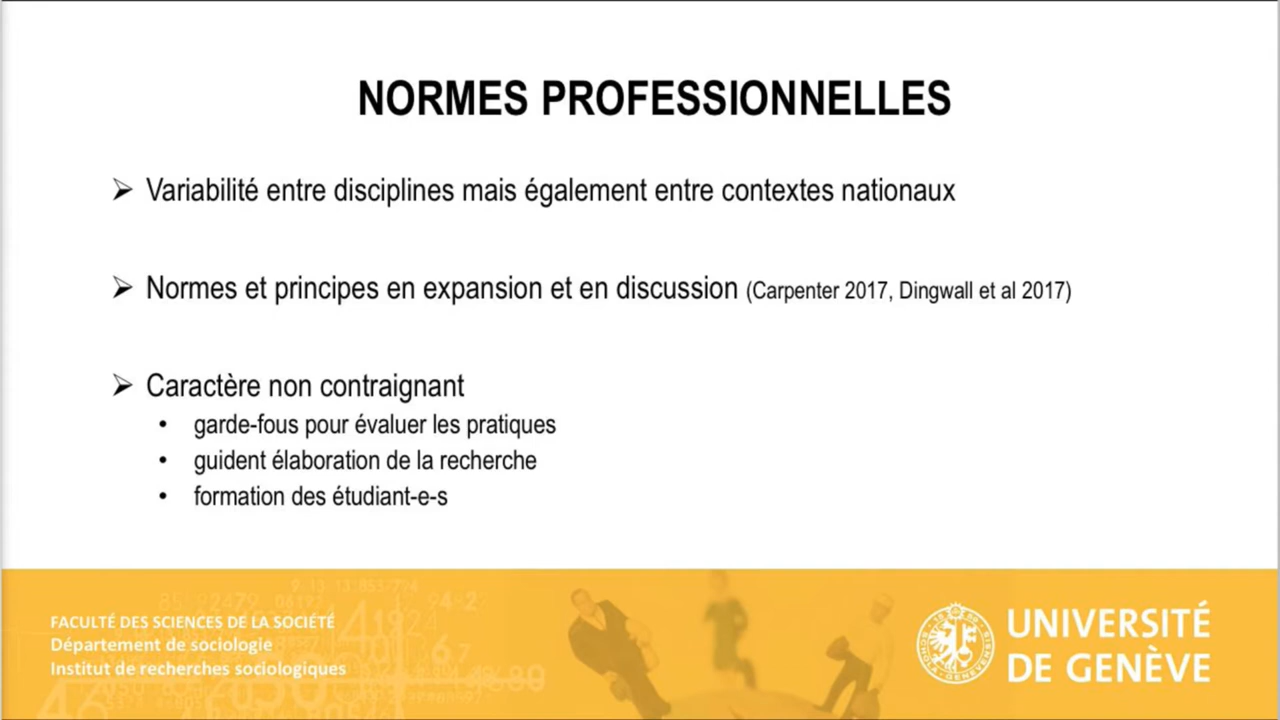 NORMES PROFESSIONNELLES
➢ Variabilité entre disciplines mais également entre contextes nationaux
➢ Normes et principes en expansion et en discussion (Carpenter 2017, Dingwall et al 2017)
➢ Caractère non contraignant
• garde-fous pour évaluer les pratiques
• guident élaboration de la recherche
• formation des étudiant-e-s
FACULTÉ DES SCIENCES DE LA SOCIÉTÉ
Département de sociologie
Institut de recherches sociologiques
UNIVERSITÉ
DE GENÈVE